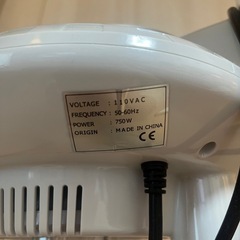 VOLTAGE : 110VAC
FREQUENCY : 50-60Hz
POWER : 750W
ORIGIN : MADE IN CHINA
CE